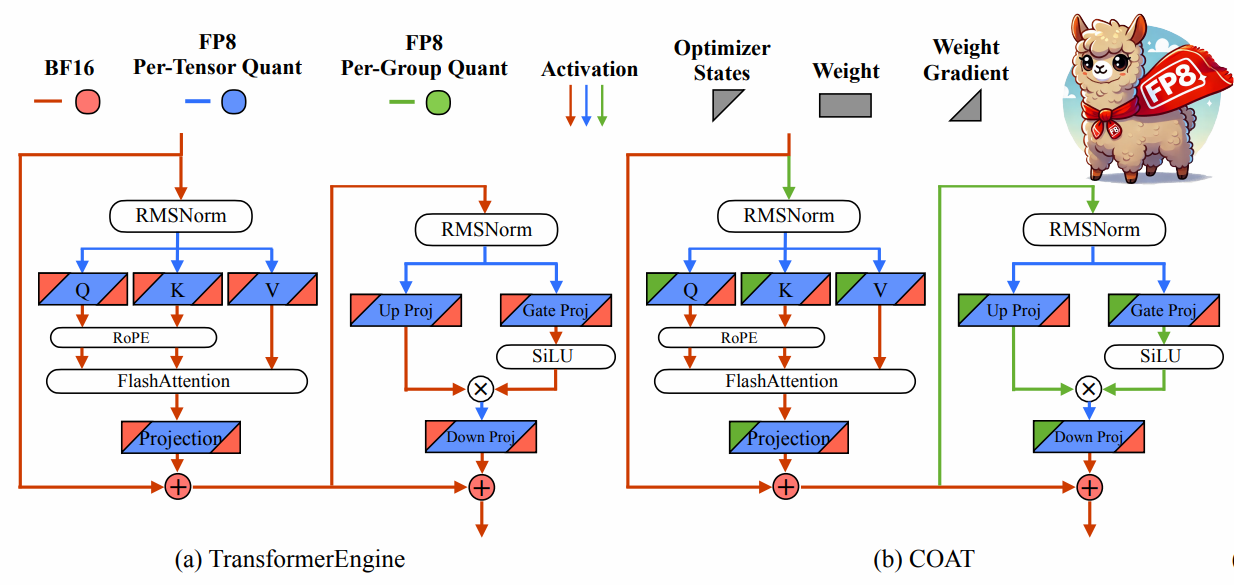 BF16
FP8
Per-Tensor Quant
FP8
Per-Group Quant
Activation
Optimizer
States
Weight
Weight
Gradient
FP8
F8
RMSNorm
Q
K
V
RoPE
FlashAttention
Projection
+
RMSNorm
Up Proj
Gate Proj
SiLU
×
Down Proj
+
(a) TransformerEngine
RMSNorm
Q
K
V
RoPE
FlashAttention
Projection
+
RMSNorm
Up Proj
Gate Proj
SiLU
×
Down Proj
+
(b) COAT
(